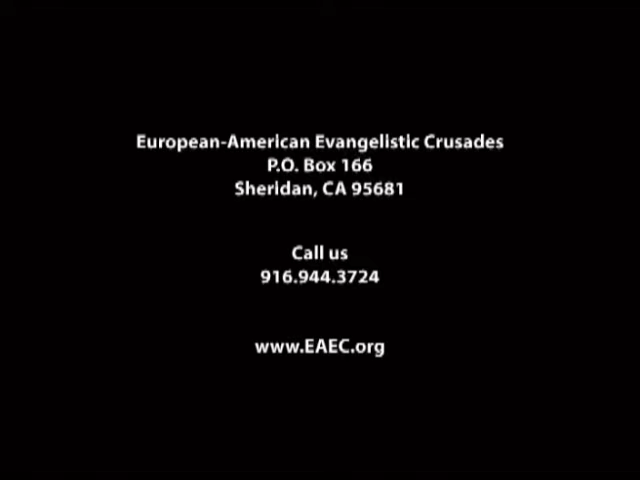 European-American Evangelistic Crusades
P.O. Box 166
Sheridan, CA 95681
Call us
916.944.3724
www.EAEC.org